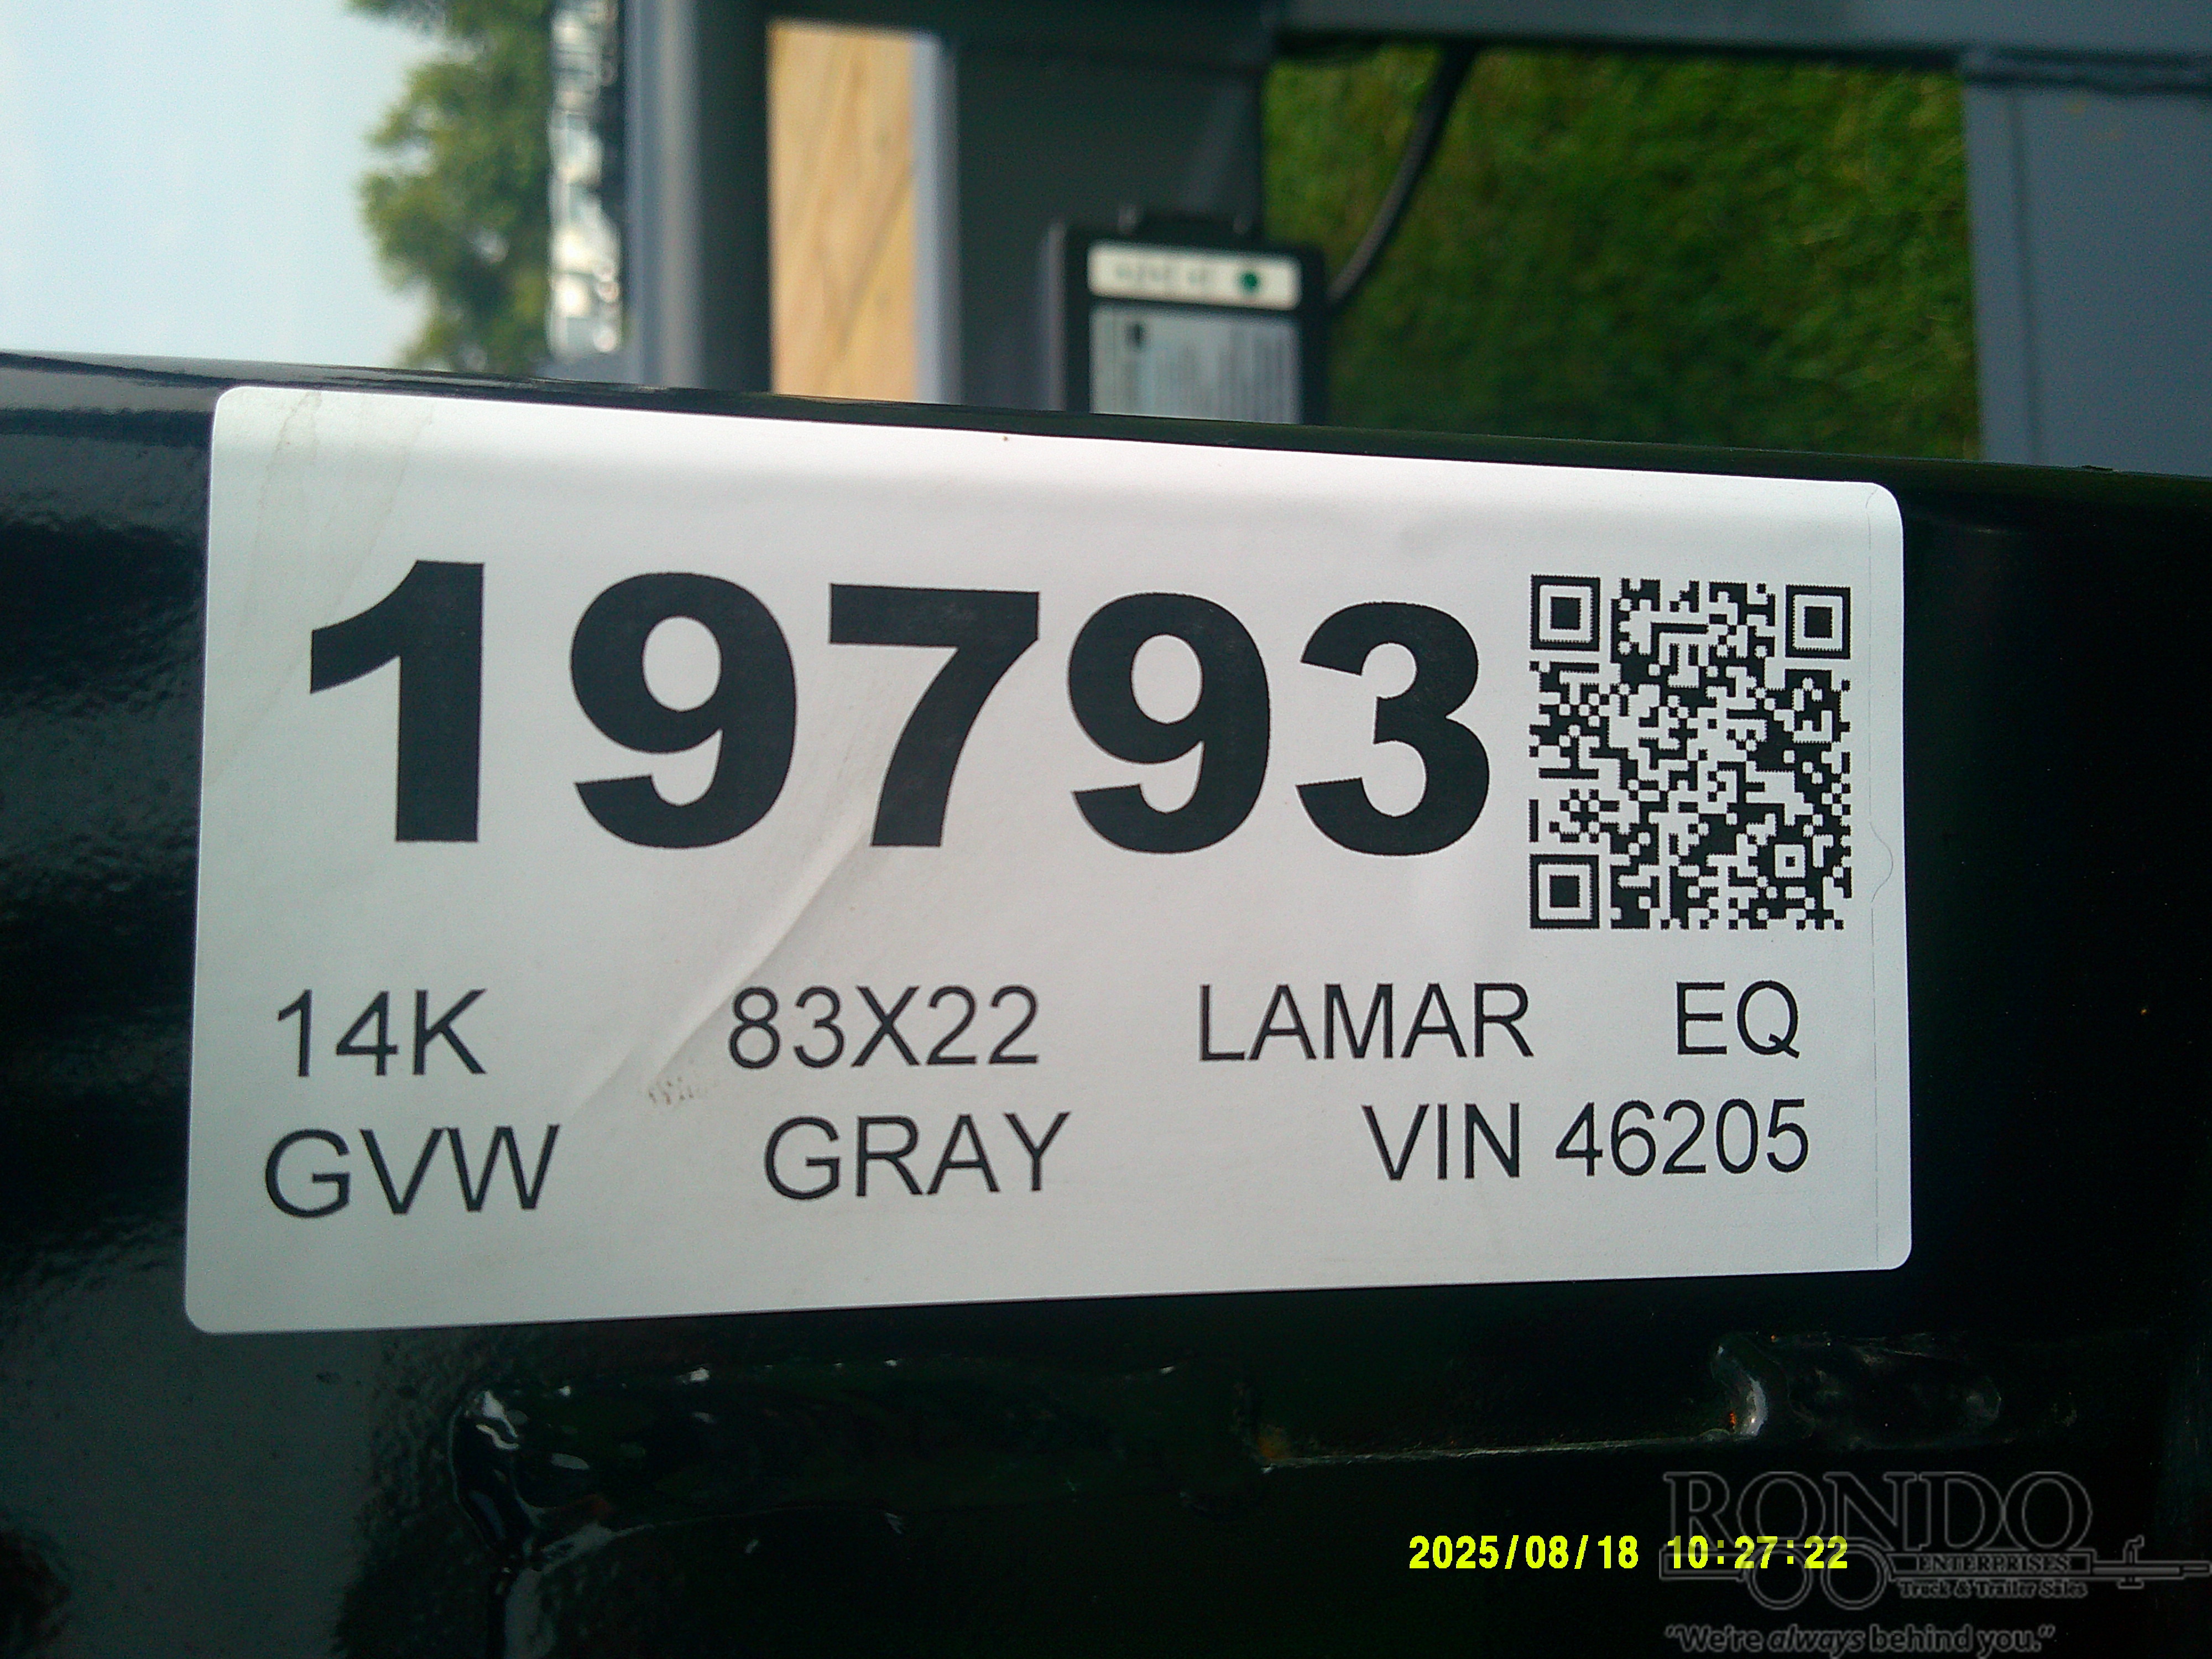 19793
14K 83X22 LAMAR EQ
GVW GRAY VIN 46205
2025/08/18 10:27:22
RONDO
ENTERPRISES
Truck & Trailer Sales
"We're always behind you."